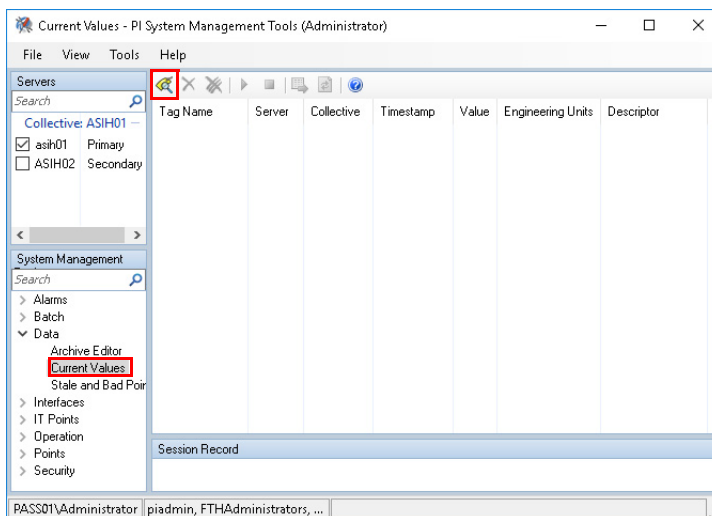 Current Values - PI System Management Tools (Administrator)
File View Tools Help
Servers
Search
Collective: ASIH01
asih01 Primary
ASIH02 Secondary
Tag Name Server Collective Timestamp Value Engineering Units Descriptor
System Management
Search
Alarms
Batch
Data
Archive Editor
Current Values
Stale and Bad Poin
Interfaces
IT Points
Operation
Points
Security
Session Record
PASS01\Administrator piadmin, FTHAdministrators, ...